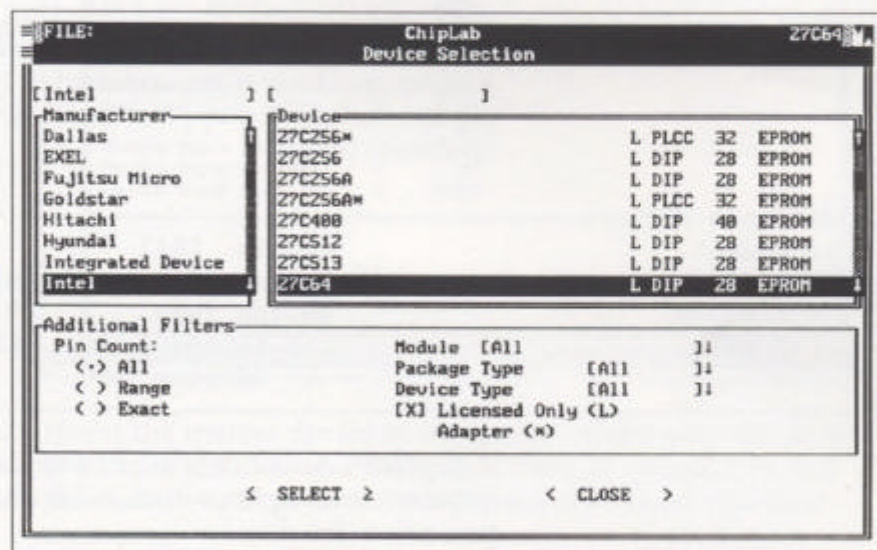 FILE: ChipLab 27C64
Device Selection
[Intel ] [ ]
Manufacturer
Dallas
EXEL
Fujitsu Micro
Goldstar
Hitachi
Hyundai
Integrated Device
Intel
Device
27C256* L PLCC 32 EPROM
27C256 L DIP 28 EPROM
27C256A L DIP 28 EPROM
27C256A* L PLCC 32 EPROM
27C400 L DIP 40 EPROM
27C512 L DIP 28 EPROM
27C513 L DIP 28 EPROM
27C64 L DIP 28 EPROM
Additional Filters
Pin Count:
(·) All
( ) Range
( ) Exact
Module [All ]↓
Package Type [All ]↓
Device Type [All ]↓
[X] Licensed Only (L)
Adapter (*)
≤ SELECT ≥ < CLOSE >